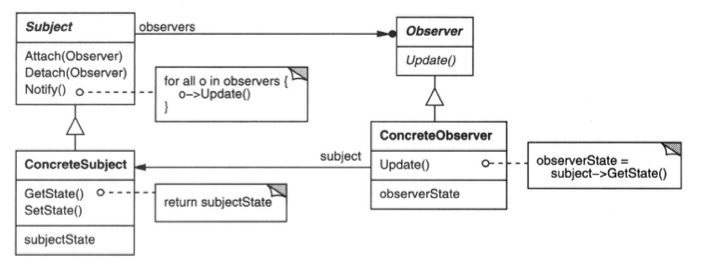 Subject
Attach(Observer)
Detach(Observer)
Notify()
observers
Observer
Update()
for all o in observers {
o->Update()
}
ConcreteSubject
GetState()
SetState()
subjectState
return subjectState
subject
ConcreteObserver
Update()
observerState
observerState =
subject->GetState()